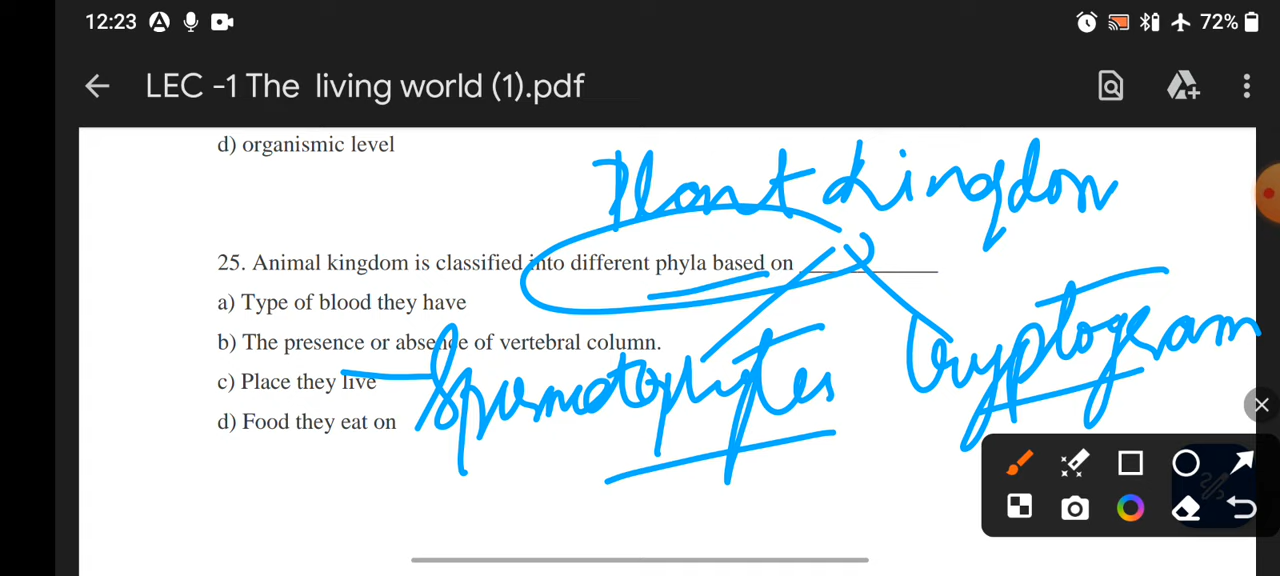 12:23 72%
LEC -1 The living world (1).pdf
d) organismic level
Plant kingdom
25. Animal kingdom is classified into different phyla based on ____________
a) Type of blood they have
b) The presence or absence of vertebral column.
c) Place they live
Spermatophytes Cryptogeram
d) Food they eat on